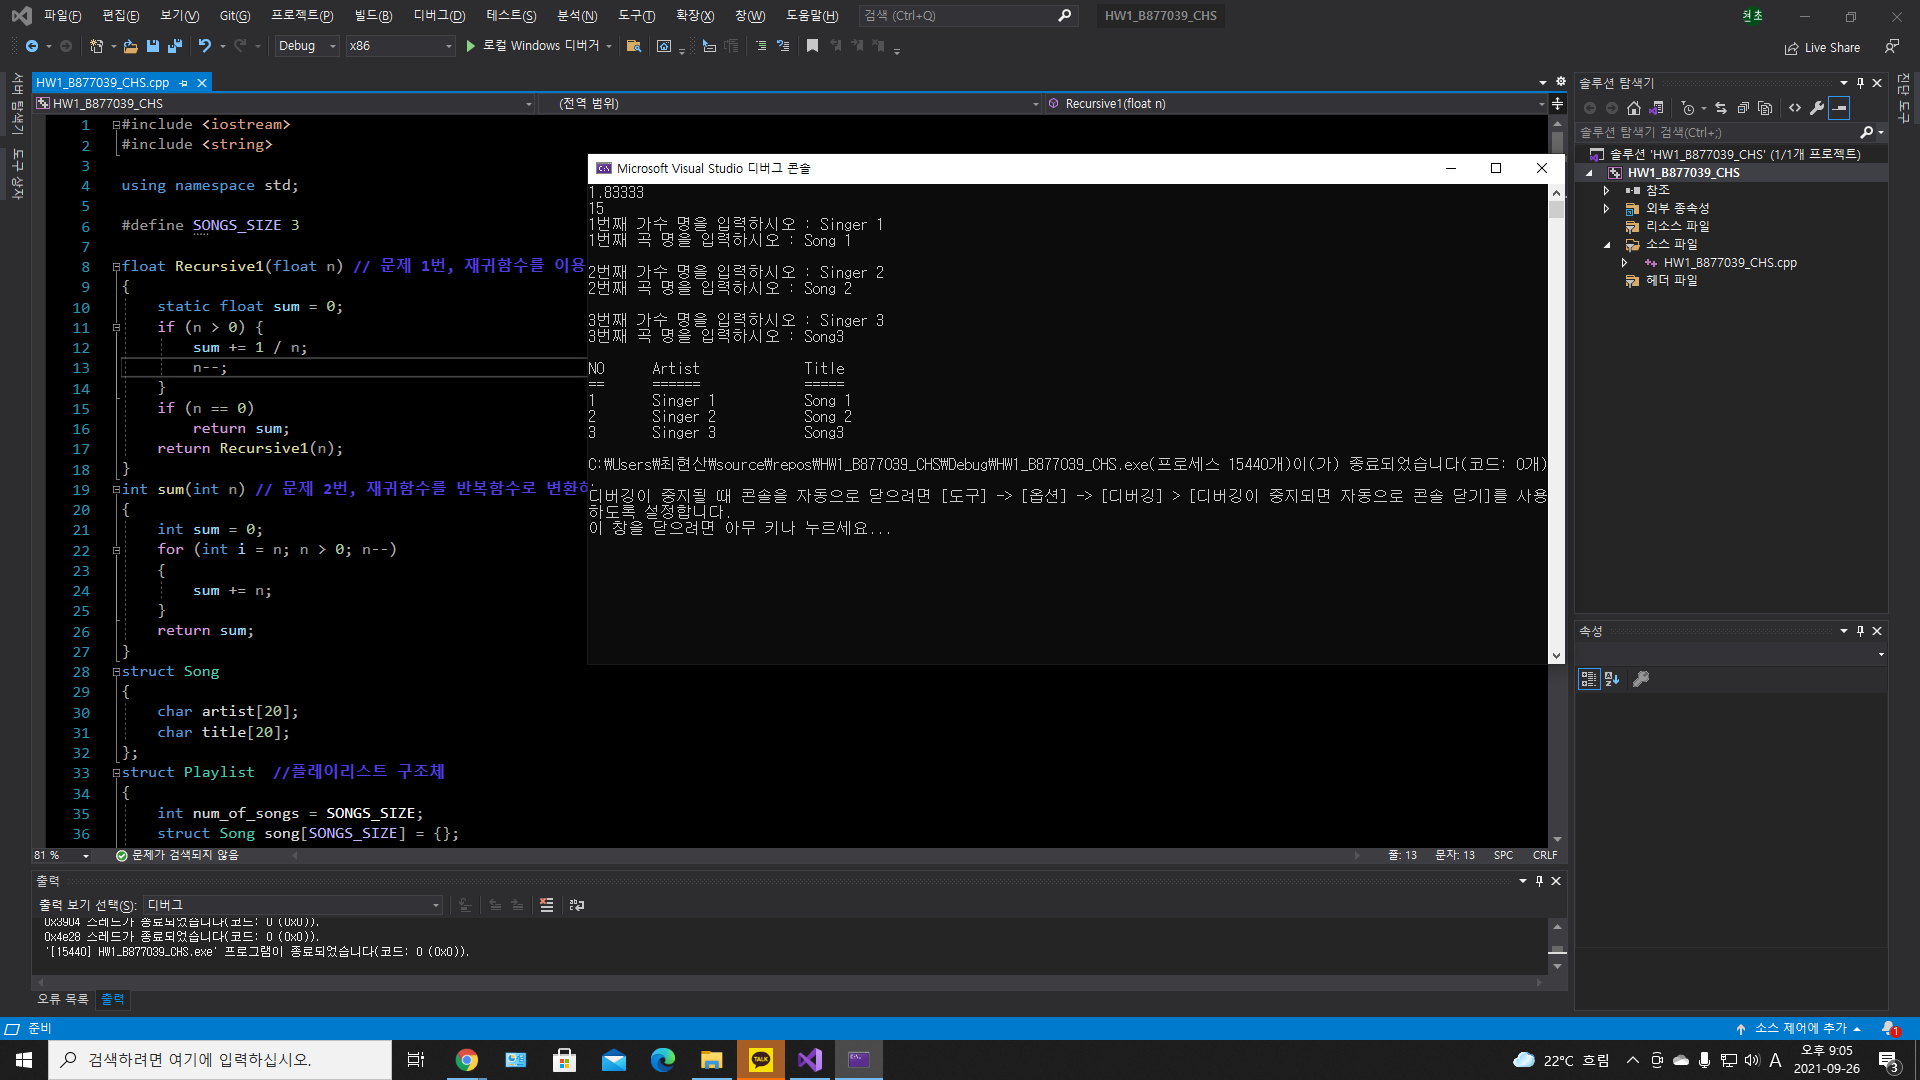 파일(F) 편집(E) 보기(V) Git(G) 프로젝트(P) 빌드(B) 디버그(D) 테스트(S) 분석(N) 도구(T) 확장(X) 창(W) 도움말(H) 검색 (Ctrl+Q) HW1_B877039_CHS
Debug x86 로컬 Windows 디버거 Live Share
서버 탐색기
도구 상자
HW1_B877039_CHS.cpp
HW1_B877039_CHS (전역 범위) Recursive1(float n)
1 #include <iostream>
2 #include <string>
3
4 using namespace std;
5
6 #define SONGS_SIZE 3
7
8 float Recursive1(float n) // 문제 1번, 재귀함수를 이용
9 {
10 static float sum = 0;
11 if (n > 0) {
12 sum += 1 / n;
13 n--;
14 }
15 if (n == 0)
16 return sum;
17 return Recursive1(n);
18 }
19 int sum(int n) // 문제 2번, 재귀함수를 반복함수로 변환하
20 {
21 int sum = 0;
22 for (int i = n; n > 0; n--)
23 {
24 sum += n;
25 }
26 return sum;
27 }
28 struct Song
29 {
30 char artist[20];
31 char title[20];
32 };
33 struct Playlist //플레이리스트 구조체
34 {
35 int num_of_songs = SONGS_SIZE;
36 struct Song song[SONGS_SIZE] = {};
Microsoft Visual Studio 디버그 콘솔
1.83333
15
1번째 가수 명을 입력하시오 : Singer 1
1번째 곡 명을 입력하시오 : Song 1
2번째 가수 명을 입력하시오 : Singer 2
2번째 곡 명을 입력하시오 : Song 2
3번째 가수 명을 입력하시오 : Singer 3
3번째 곡 명을 입력하시오 : Song3
NO Artist Title
== ====== =====
1 Singer 1 Song 1
2 Singer 2 Song 2
3 Singer 3 Song3
C:\Users\최현산\source\repos\HW1_B877039_CHS\Debug\HW1_B877039_CHS.exe(프로세스 15440개)이(가) 종료되었습니다(코드: 0개)
.
디버깅이 중지될 때 콘솔을 자동으로 닫으려면 [도구] -> [옵션] -> [디버깅] > [디버깅이 중지되면 자동으로 콘솔 닫기]를 사용
하도록 설정합니다.
이 창을 닫으려면 아무 키나 누르세요...
81 % 문제가 검색되지 않음 줄: 13 문자: 13 SPC CRLF
출력
출력 보기 선택(S): 디버그
0x3904 스레드가 종료되었습니다(코드: 0 (0x0)).
0x4e28 스레드가 종료되었습니다(코드: 0 (0x0)).
'[15440] HW1_B877039_CHS.exe' 프로그램이 종료되었습니다(코드: 0 (0x0)).
오류 목록 출력
솔루션 탐색기
솔루션 탐색기 검색(Ctrl+;)
솔루션 'HW1_B877039_CHS' (1/1개 프로젝트)
HW1_B877039_CHS
참조
외부 종속성
리소스 파일
소스 파일
HW1_B877039_CHS.cpp
헤더 파일
속성
진단 도구
준비 소스 제어에 추가 1
검색하려면 여기에 입력하십시오. TALK 22°C 흐림 A 오후 9:05
2021-09-26 3